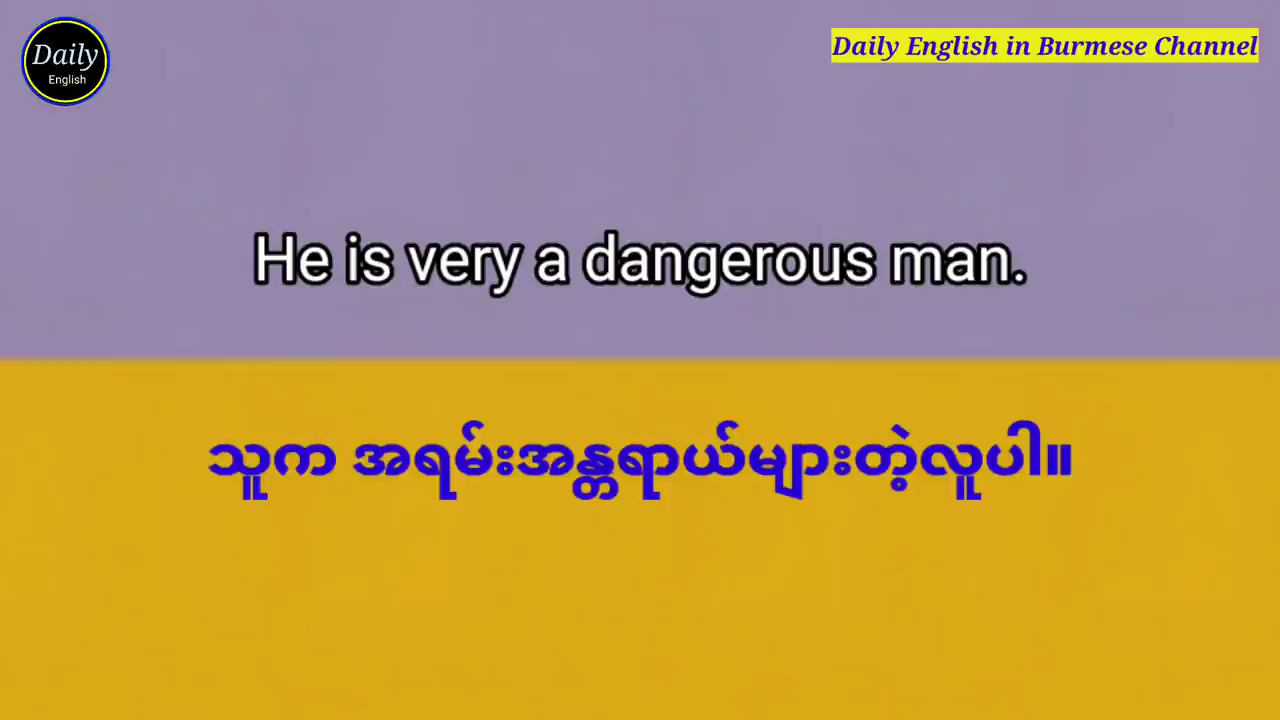 Daily
English
Daily English in Burmese Channel
He is very a dangerous man.
သူက အရမ်းအန္တရာယ်များတဲ့လူပါ။